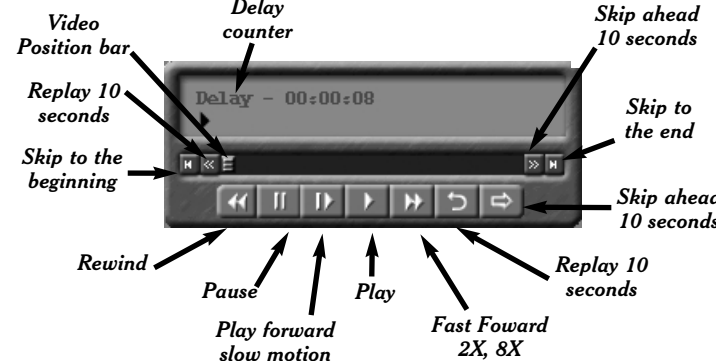 Delay
counter
Video
Position bar
Skip ahead
10 seconds
Replay 10
seconds
Delay - 00:00:08
Skip to
the end
Skip to the
beginning
Skip ahead
10 seconds
Rewind
Pause
Play
Replay 10
seconds
Play forward
slow motion
Fast Foward
2X, 8X